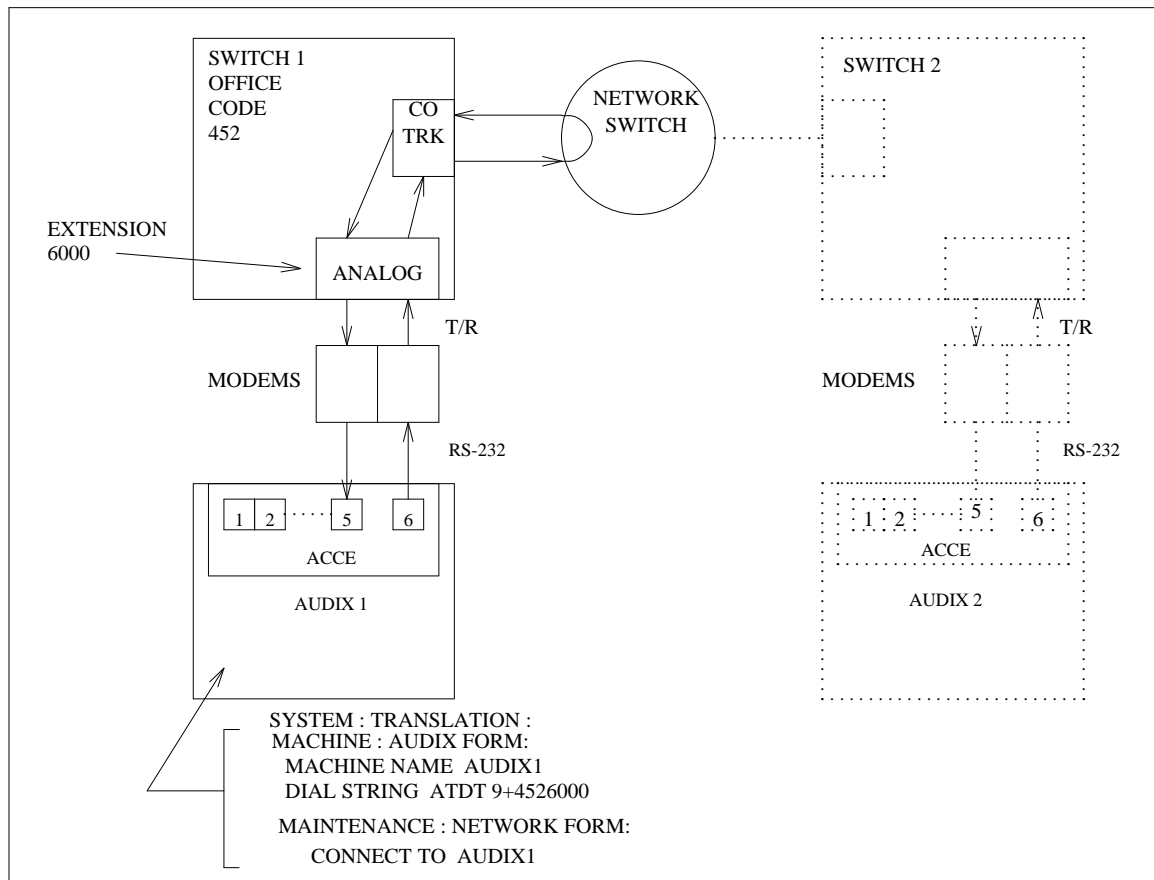 SWITCH 1
OFFICE
CODE
452
CO
TRK
NETWORK
SWITCH
SWITCH 2
EXTENSION
6000
ANALOG
T/R
MODEMS
RS-232
1 2 5 6
ACCE
AUDIX 1
T/R
MODEMS
RS-232
1 2 5 6
ACCE
AUDIX 2
SYSTEM : TRANSLATION :
MACHINE : AUDIX FORM:
MACHINE NAME AUDIX1
DIAL STRING ATDT 9+4526000
MAINTENANCE : NETWORK FORM:
CONNECT TO AUDIX1